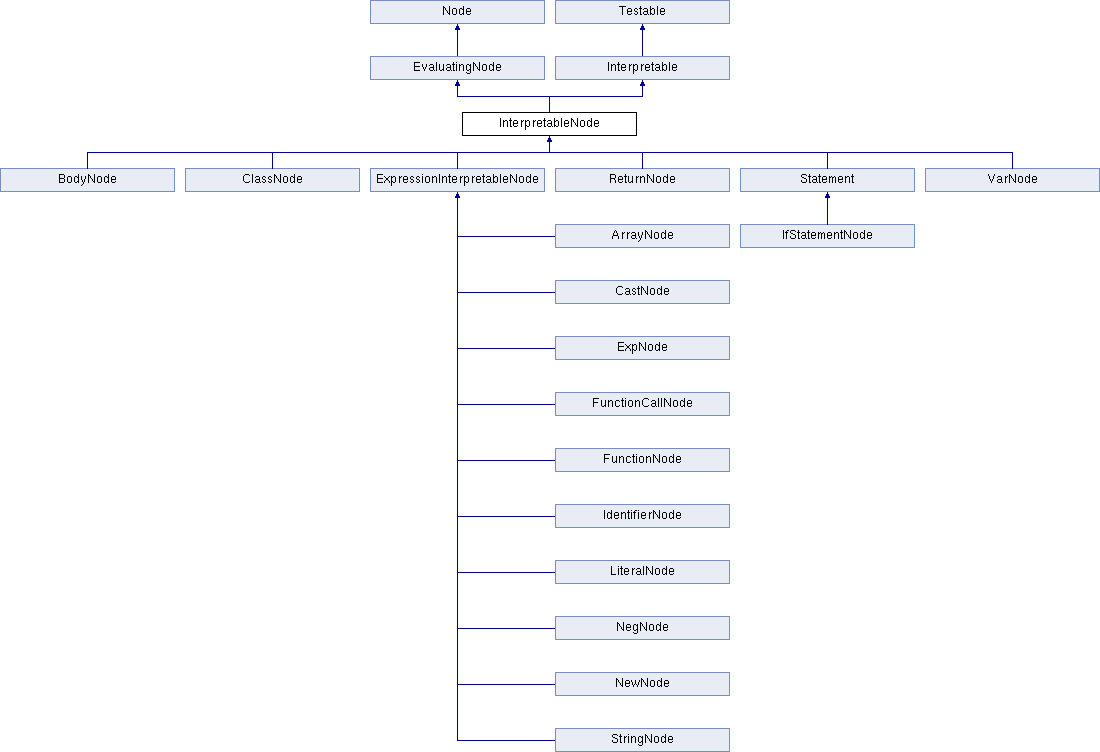 Node Testable
EvaluatingNode Interpretable
InterpretableNode
BodyNode ClassNode ExpressionInterpretableNode ReturnNode Statement VarNode
ArrayNode IfStatementNode
CastNode
ExpNode
FunctionCallNode
FunctionNode
IdentifierNode
LiteralNode
NegNode
NewNode
StringNode